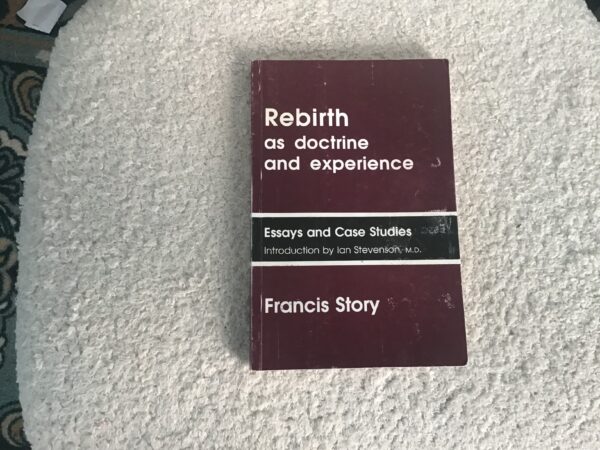 Rebirth
as doctrine
and experience
Essays and Case Studies
Introduction by Ian Stevenson, M.D.
Francis Story